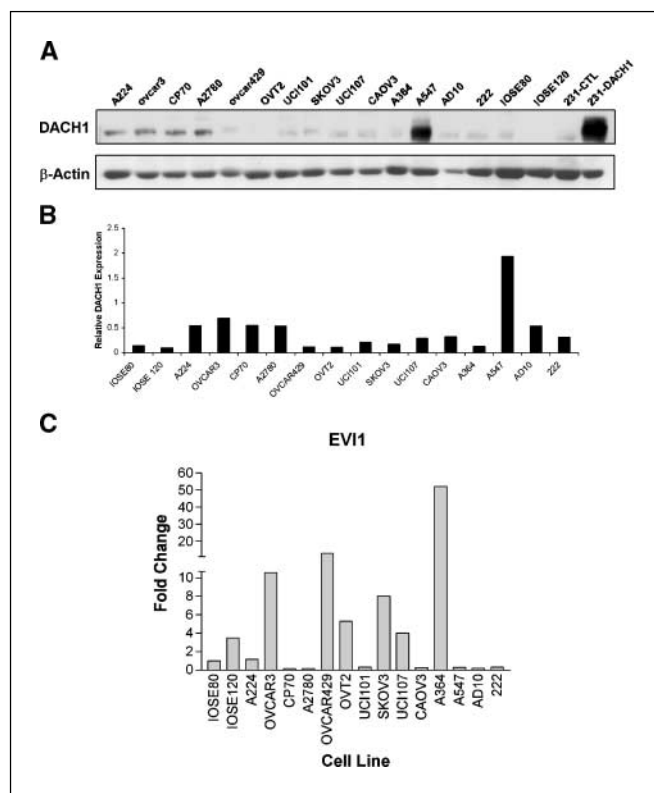 A
A224 ovcar3 CP70 A2780 ovcar429 OVT2 UCI101 SKOV3 UCI107 CAOV3 A364 A547 AD10 222 IOSE80 IOSE120 231-CTL 231-DACH1
DACH1
β-Actin
B
Relative DACH1 Expression
2.5
2
1.5
1
0.5
0
IOSE80 IOSE 120 A224 OVCAR3 CP70 A2780 OVCAR429 OVT2 UCI101 SKOV3 UCI107 CAOV3 A364 A547 AD10 222
C
EVI1
Fold Change
60
50
40
30
20
10
8
6
4
2
0
IOSE80 IOSE120 A224 OVCAR3 CP70 A2780 OVCAR429 OVT2 UCI101 SKOV3 UCI107 CAOV3 A364 A547 AD10 222
Cell Line